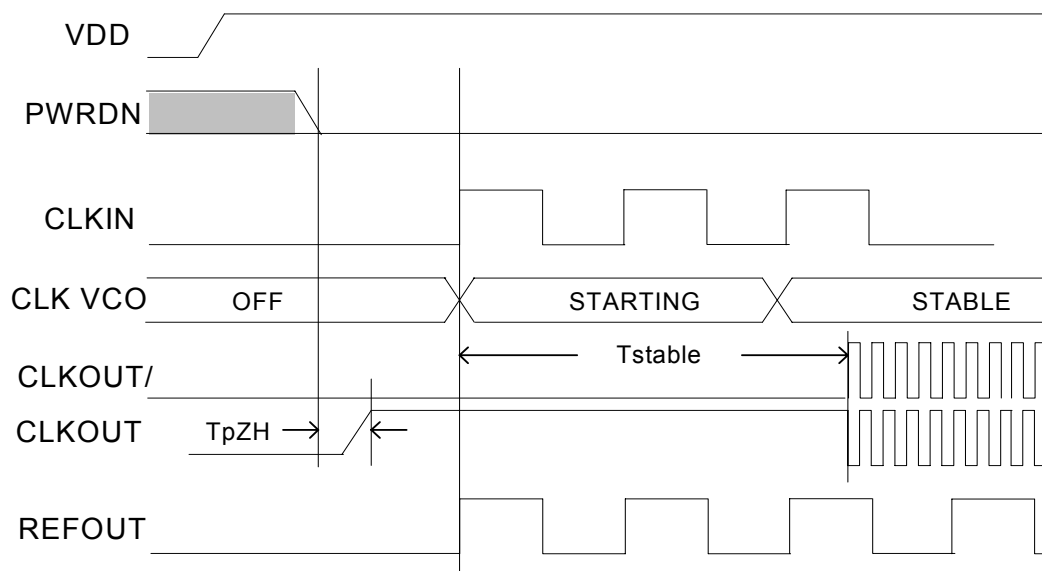 VDD
PWRDN
CLKIN
CLK VCO OFF STARTING STABLE
Tstable
CLKOUT/
CLKOUT TpZH
REFOUT